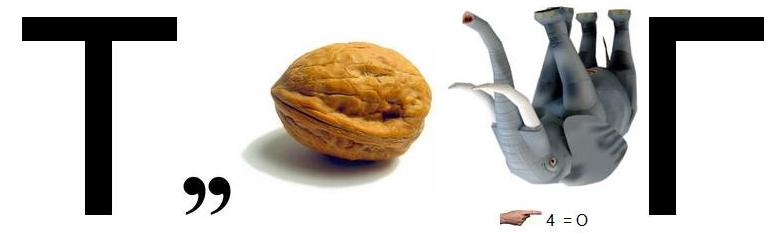 Т ,, Г
4 = О